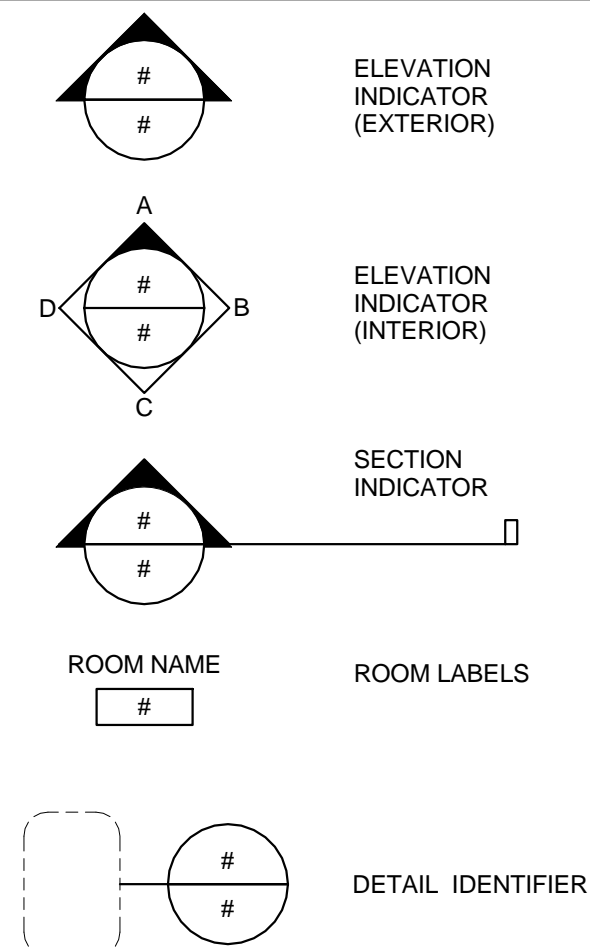 #
#
ELEVATION
INDICATOR
(EXTERIOR)
A
#
D
B
#
C
ELEVATION
INDICATOR
(INTERIOR)
#
#
SECTION
INDICATOR
ROOM NAME
#
ROOM LABELS
#
#
DETAIL IDENTIFIER